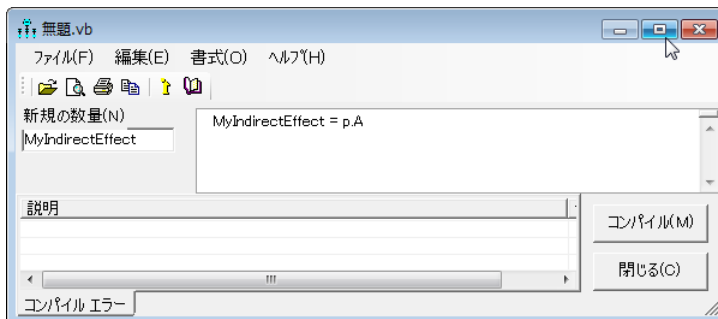 無題.vb
ファイル(F) 編集(E) 書式(O) ヘルプ(H)
新規の数量(N)
MyIndirectEffect
MyIndirectEffect = p.A
説明
コンパイル(M)
閉じる(C)
コンパイル エラー